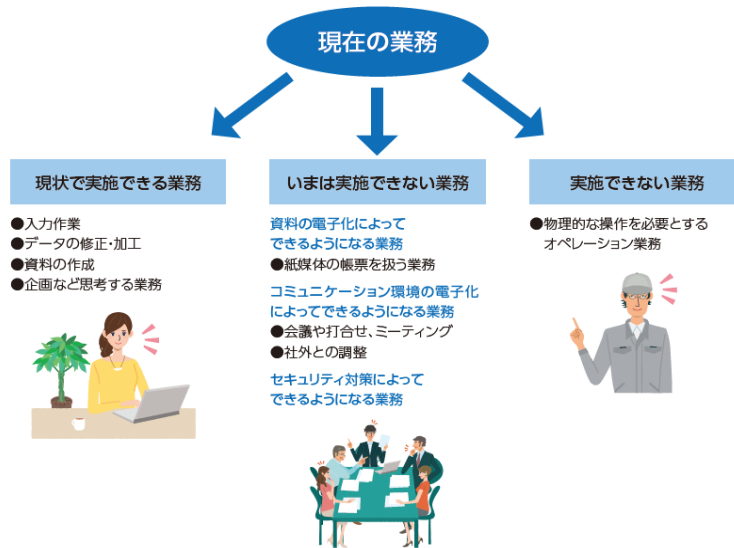 現在の業務
現状で実施できる業務
●入力作業
●データの修正・加工
●資料の作成
●企画など思考する業務
いまは実施できない業務
資料の電子化によって
できるようになる業務
●紙媒体の帳票を扱う業務
コミュニケーション環境の電子化
によってできるようになる業務
●会議や打合せ、ミーティング
●社外との調整
セキュリティ対策によって
できるようになる業務
実施できない業務
●物理的な操作を必要とする
オペレーション業務